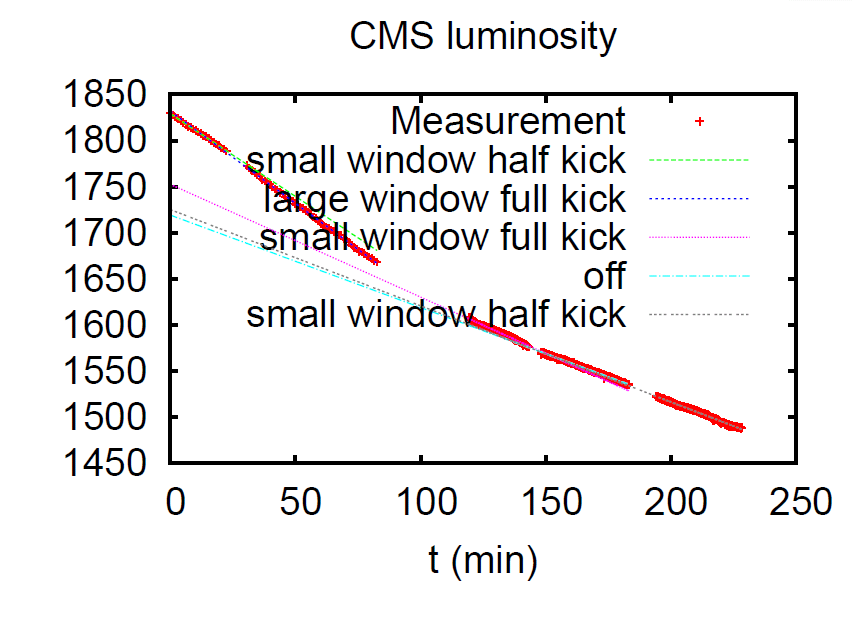 CMS luminosity
1850
1800
1750
1700
1650
1600
1550
1500
1450
Measurement
small window half kick
large window full kick
small window full kick
off
small window half kick
0 50 100 150 200 250
t (min)